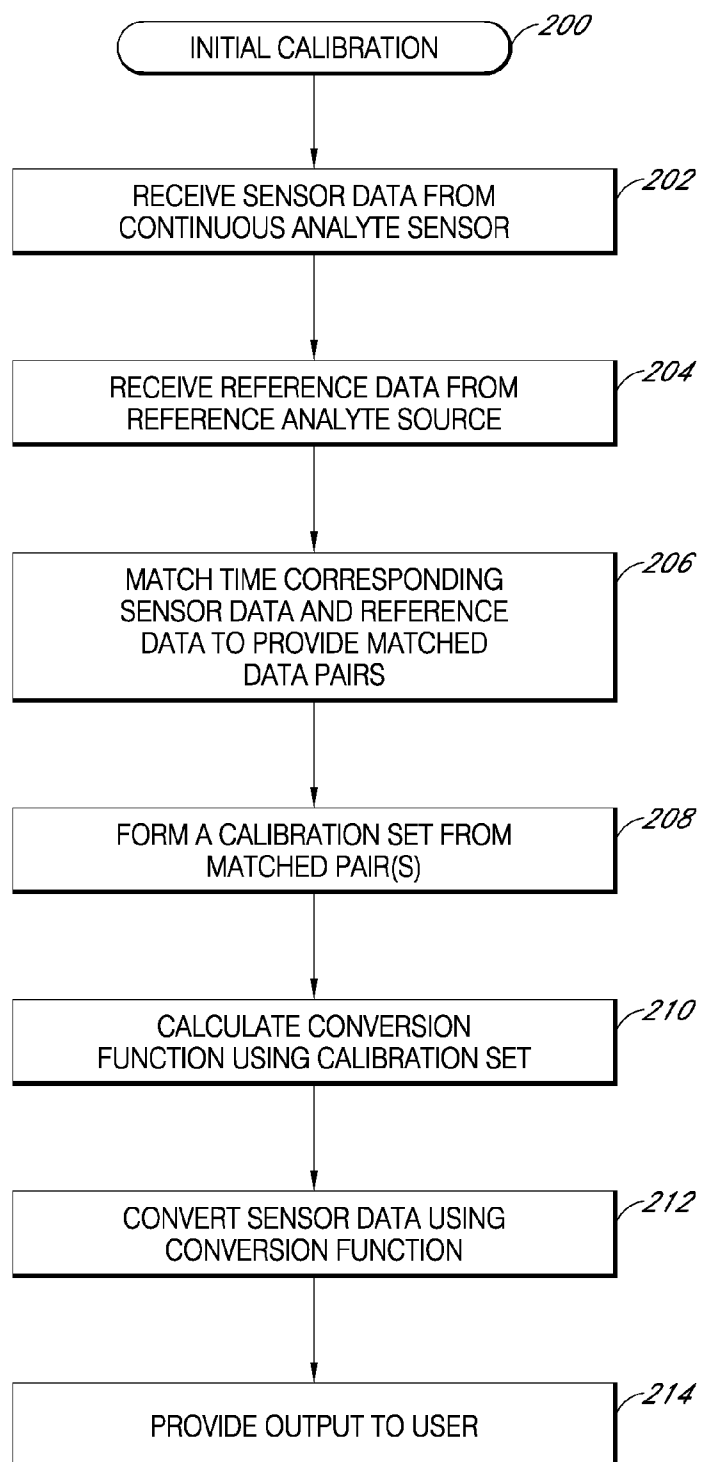 200
INITIAL CALIBRATION
202
RECEIVE SENSOR DATA FROM
CONTINUOUS ANALYTE SENSOR
204
RECEIVE REFERENCE DATA FROM
REFERENCE ANALYTE SOURCE
206
MATCH TIME CORRESPONDING
SENSOR DATA AND REFERENCE
DATA TO PROVIDE MATCHED
DATA PAIRS
208
FORM A CALIBRATION SET FROM
MATCHED PAIR(S)
210
CALCULATE CONVERSION
FUNCTION USING CALIBRATION SET
212
CONVERT SENSOR DATA USING
CONVERSION FUNCTION
214
PROVIDE OUTPUT TO USER